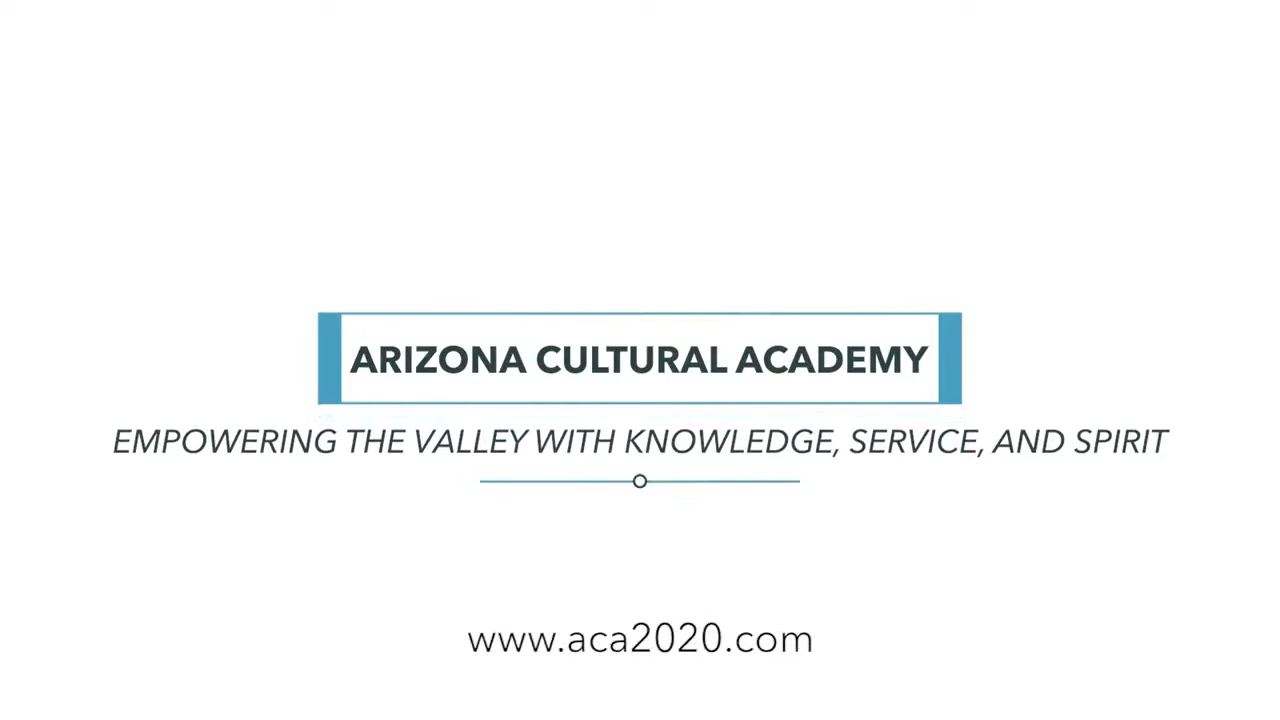 ARIZONA CULTURAL ACADEMY
EMPOWERING THE VALLEY WITH KNOWLEDGE, SERVICE, AND SPIRIT
www.aca2020.com